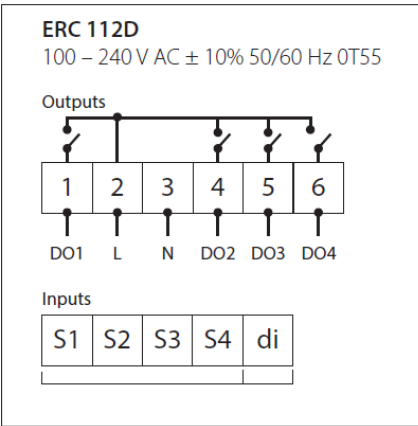 ERC 112D
100 – 240 V AC ± 10% 50/60 Hz 0T55
Outputs
1 2 3 4 5 6
DO1 L N DO2 DO3 DO4
Inputs
S1 S2 S3 S4 di